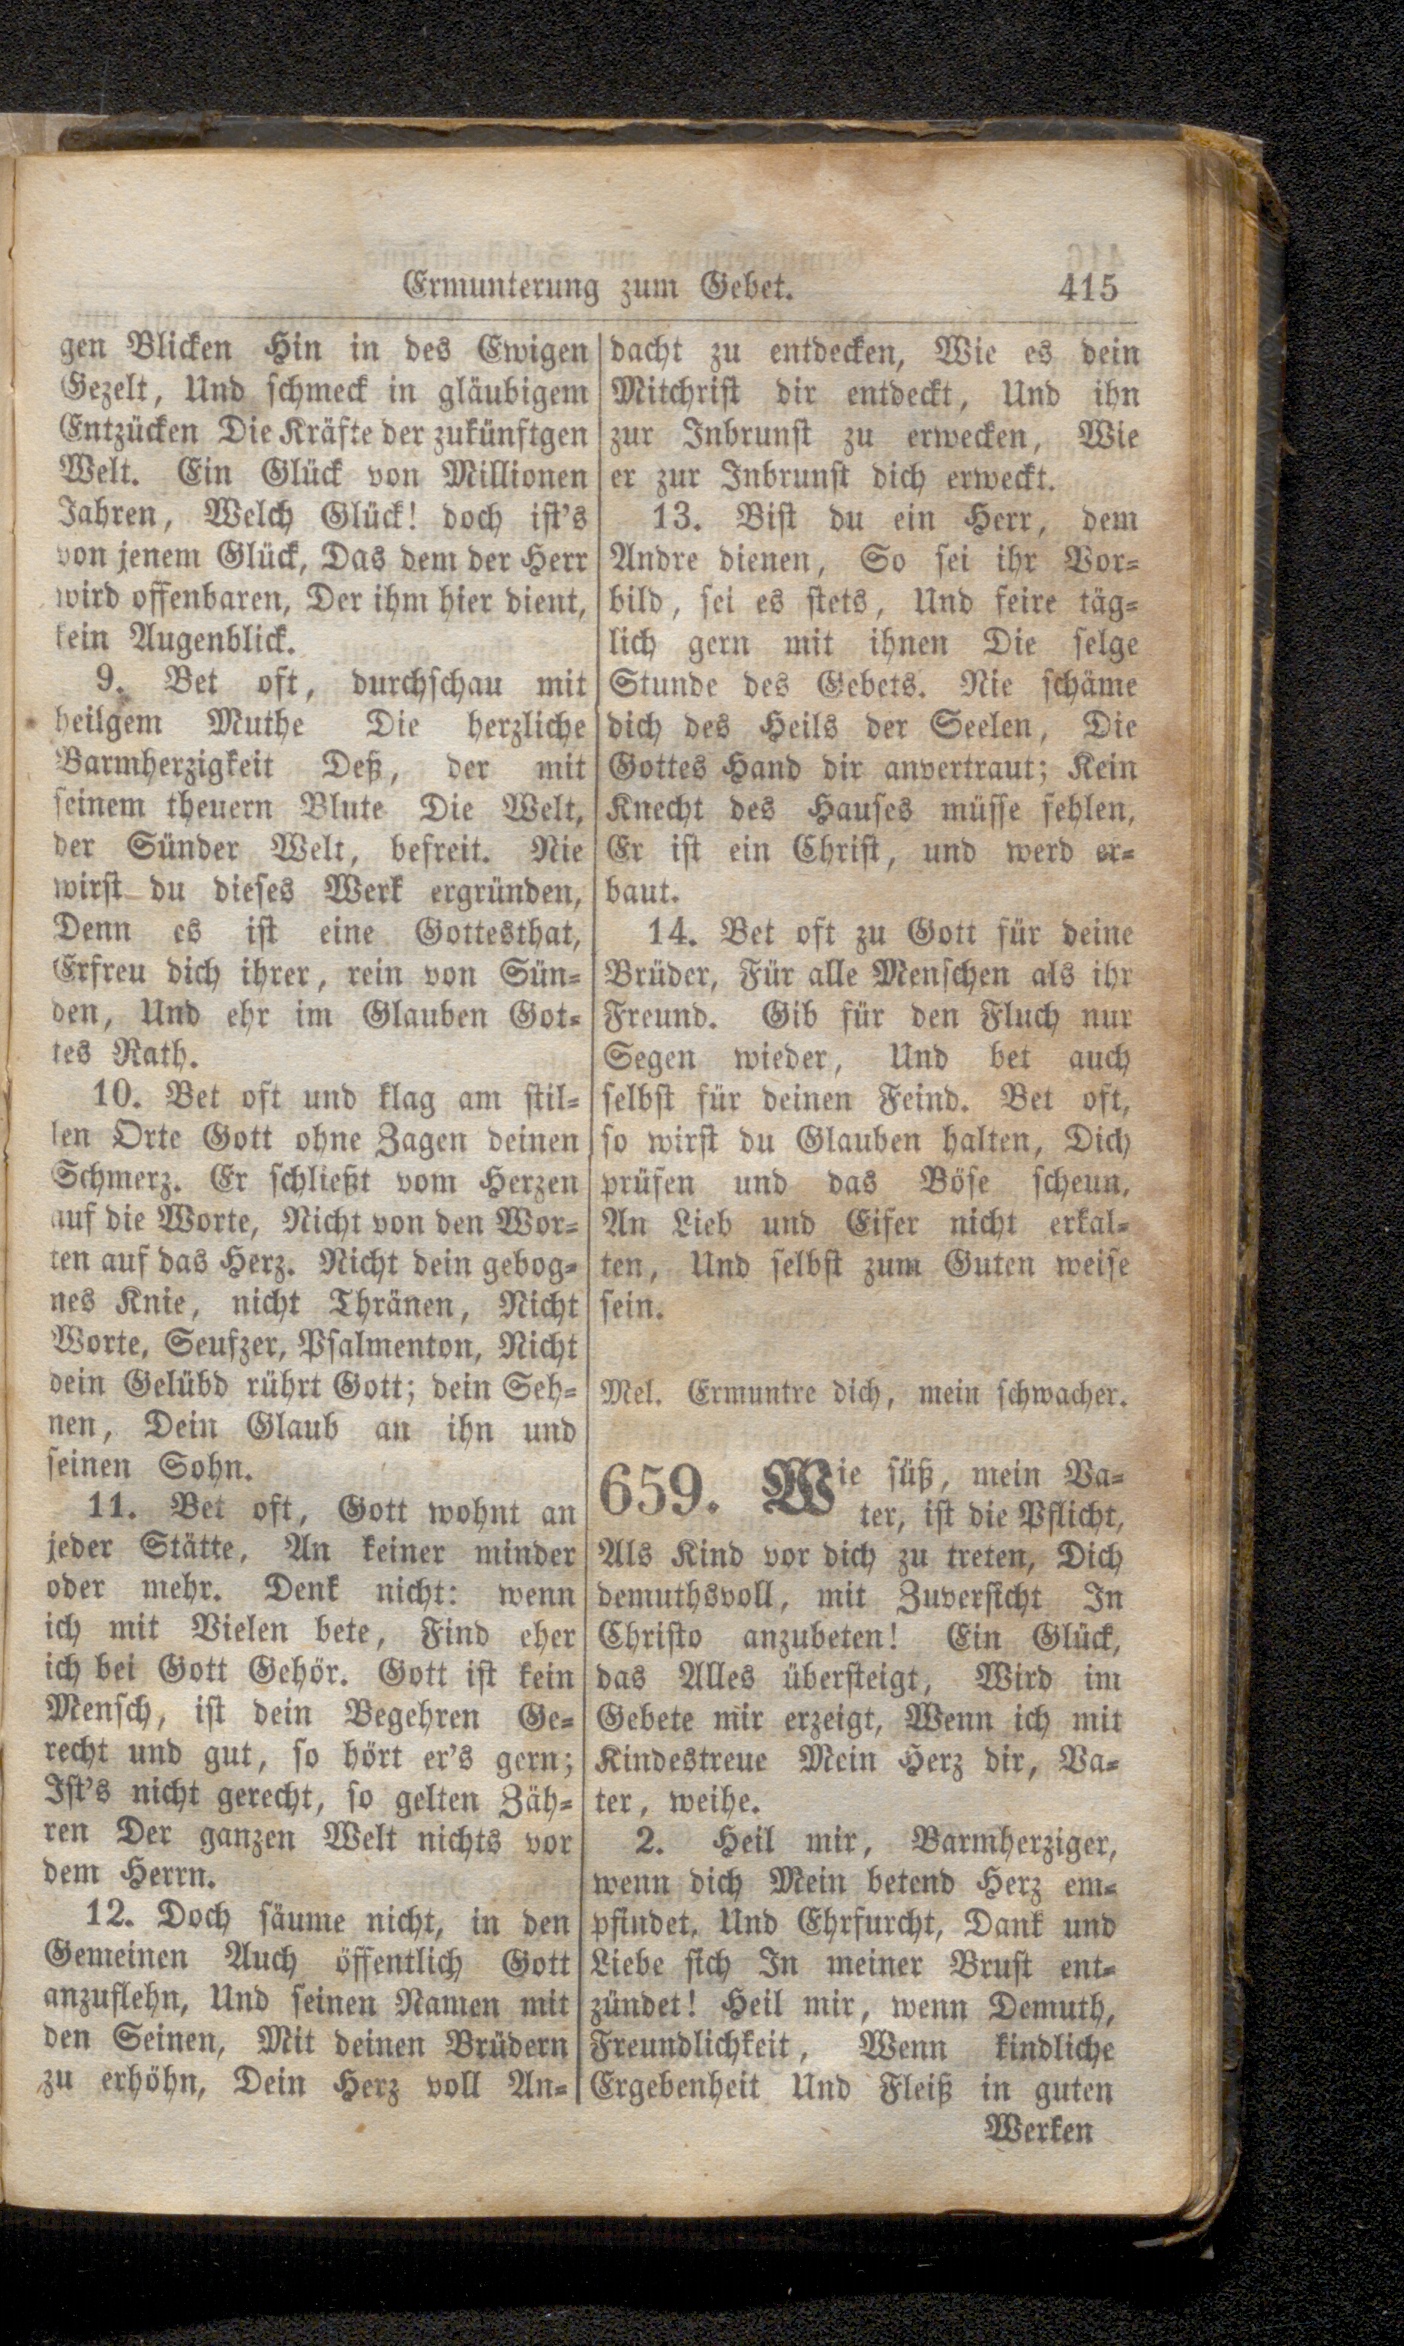 Ermunterung zum Gebet. 415
gen Blicken Hin in des Ewigen
Gezelt, Und schmeck in gläubigem
Entzücken Die Kräfte der zukünftgen
Welt. Ein Glück von Millionen
Jahren, Welch Glück! doch ist's
von jenem Glück, Das dem der Herr
wird offenbaren, Der ihm hier dient,
kein Augenblick.
9. Bet oft, durchschau mit
heilgem Muthe Die herzliche
Barmherzigkeit Deß, der mit
seinem theuern Blute Die Welt,
der Sünder Welt, befreit. Nie
wirst du dieses Werk ergründen,
Denn es ist eine Gottesthat,
Erfreu dich ihrer, rein von Sün-
den, Und ehr im Glauben Got-
tes Rath.
10. Bet oft und klag am stil-
len Orte Gott ohne Zagen deinen
Schmerz. Er schließt vom Herzen
auf die Worte, Nicht von den Wor-
ten auf das Herz. Nicht dein gebog-
nes Knie, nicht Thränen, Nicht
Worte, Seufzer, Psalmenton, Nicht
dein Gelübd rührt Gott; dein Seh-
nen, Dein Glaub an ihn und
seinen Sohn.
11. Bet oft, Gott wohnt an
jeder Stätte, An keiner minder
oder mehr. Denk nicht: wenn
ich mit Vielen bete, Find eher
ich bei Gott Gehör. Gott ist kein
Mensch, ist dein Begehren Ge-
recht und gut, so hört er's gern;
Ist's nicht gerecht, so gelten Zäh-
ren Der ganzen Welt nichts vor
dem Herrn.
12. Doch säume nicht, in den
Gemeinen Auch öffentlich Gott
anzuflehn, Und seinen Namen mit
den Seinen, Mit deinen Brüdern
zu erhöhn, Dein Herz voll An-
dacht zu entdecken, Wie es dein
Mitchrist dir entdeckt, Und ihn
zur Inbrunst zu erwecken, Wie
er zur Inbrunst dich erweckt.
13. Bist du ein Herr, dem
Andre dienen, So sei ihr Vor-
bild, sei es stets, Und feire täg-
lich gern mit ihnen Die selge
Stunde des Gebets. Nie schäme
dich des Heils der Seelen, Die
Gottes Hand dir anvertraut; Kein
Knecht des Hauses müsse fehlen,
Er ist ein Christ, und werd er-
baut.
14. Bet oft zu Gott für deine
Brüder, Für alle Menschen als ihr
Freund. Gib für den Fluch nur
Segen wieder, Und bet auch
selbst für deinen Feind. Bet oft,
so wirst du Glauben halten, Dich
prüfen und das Böse scheun,
An Lieb und Eifer nicht erkal-
ten, Und selbst zum Guten weise
sein.
Mel. Ermuntre dich, mein schwacher.
659. Wie süß, mein Va-
ter, ist die Pflicht,
Als Kind vor dich zu treten, Dich
demuthsvoll, mit Zuversicht In
Christo anzubeten! Ein Glück,
das Alles übersteigt, Wird im
Gebete mir erzeigt, Wenn ich mit
Kindestreue Mein Herz dir, Va-
ter, weihe.
2. Heil mir, Barmherziger,
wenn dich Mein betend Herz em-
pfindet, Und Ehrfurcht, Dank und
Liebe sich In meiner Brust ent-
zündet! Heil mir, wenn Demuth,
Freundlichkeit, Wenn kindliche
Ergebenheit Und Fleiß in guten
Werken